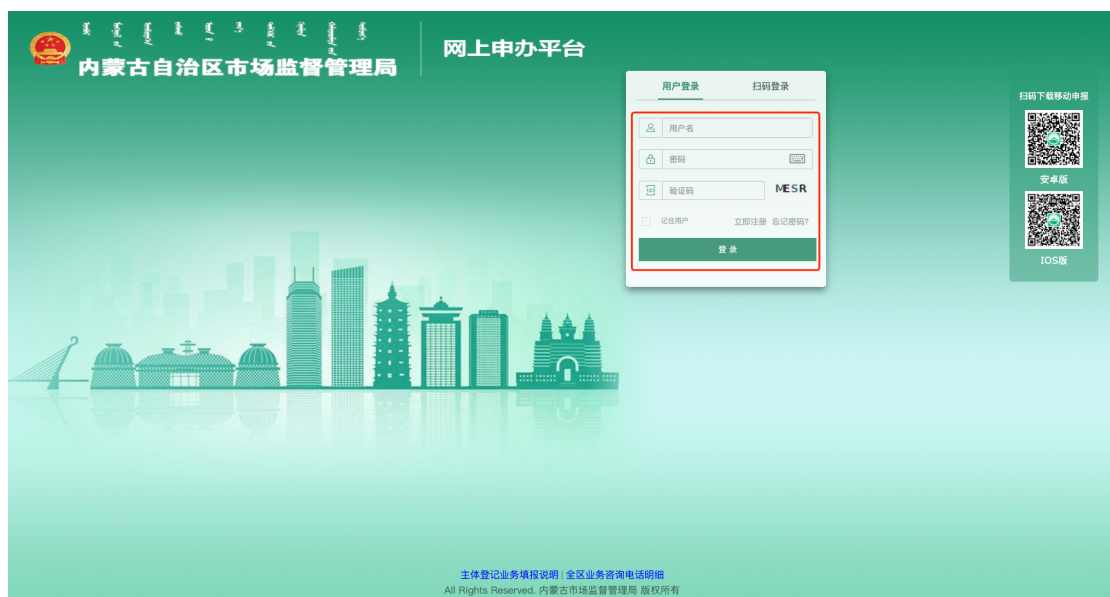 内蒙古自治区市场监督管理局
网上申办平台
用户登录 扫码登录
用户名
密码
验证码 MESR
记住用户 立即注册 忘记密码?
登 录
扫码下载移动申报
安卓版
IOS版
主体登记业务填报说明 | 全区业务咨询电话明细
All Rights Reserved. 内蒙古市场监督管理局 版权所有